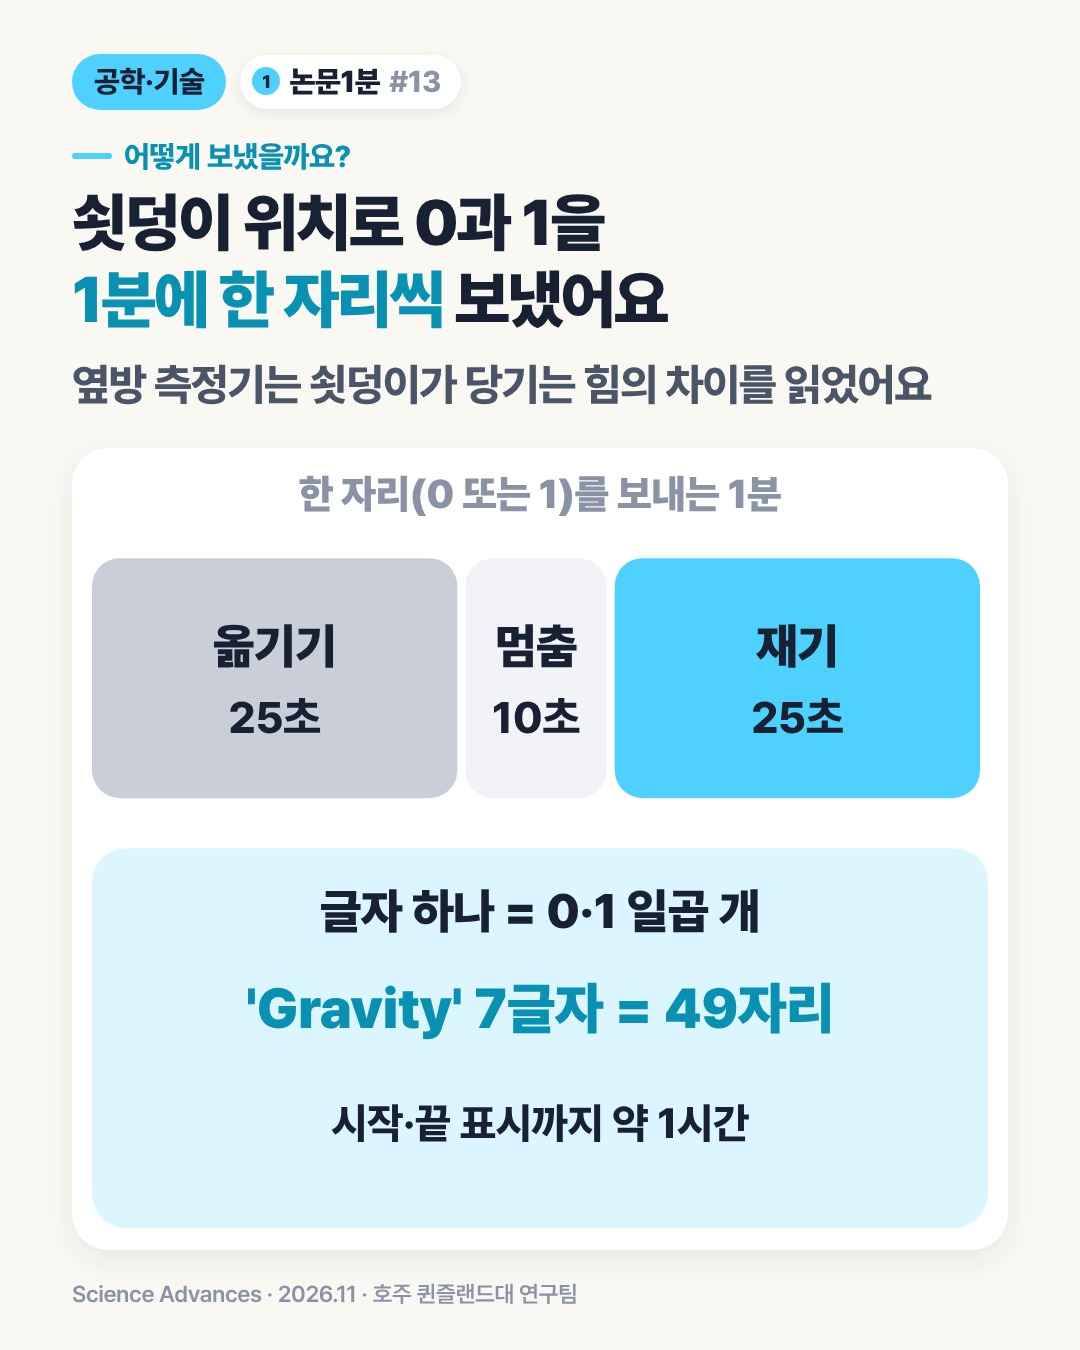 공학·기술
1 논문1분 #13
어떻게 보냈을까요?
쇳덩이 위치로 0과 1을
1분에 한 자리씩 보냈어요
옆방 측정기는 쇳덩이가 당기는 힘의 차이를 읽었어요
한 자리(0 또는 1)를 보내는 1분
옮기기
25초
멈춤
10초
재기
25초
글자 하나 = 0·1 일곱 개
'Gravity' 7글자 = 49자리
시작·끝 표시까지 약 1시간
Science Advances · 2026.11 · 호주 퀸즐랜드대 연구팀